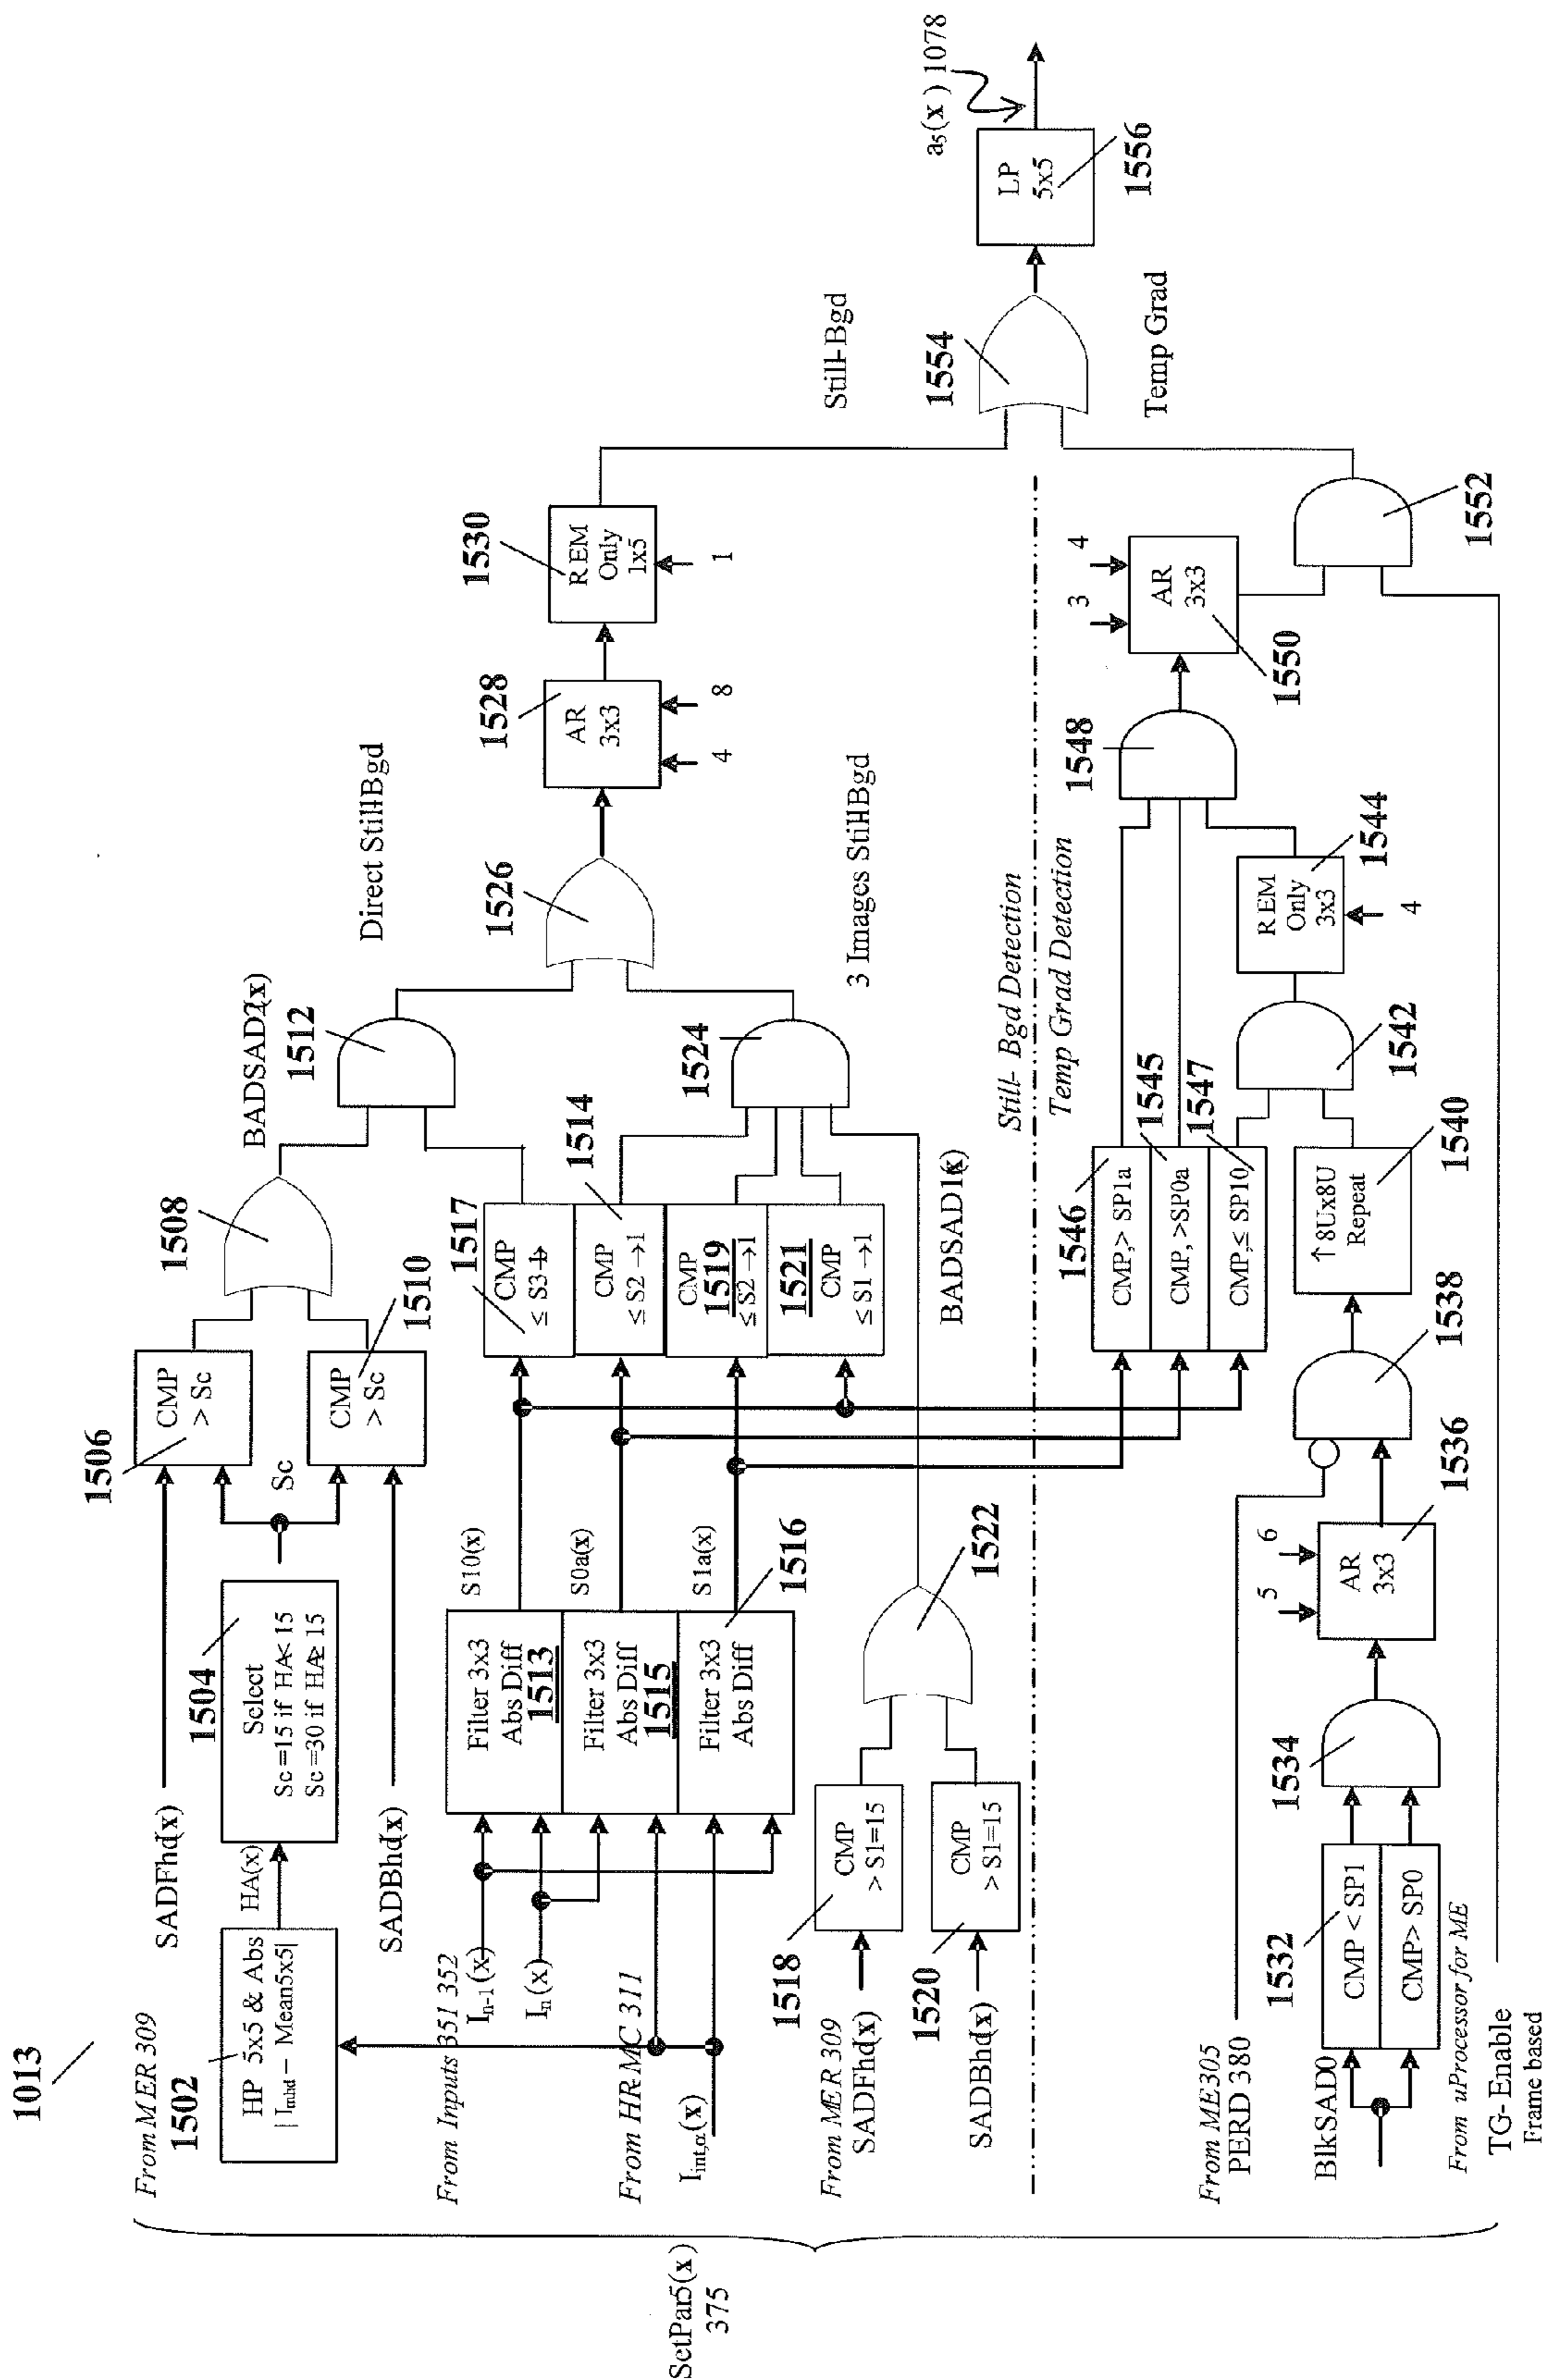 1013
SetPar5(x)
375
From MER 309
1502
HP 5x5 & Abs
| Imhd – Mean5x5|
HA(x)
SADFhd(x)
1504
Select
Sc=15 if HA< 15
Sc=30 if HA≥ 15
SADBhd(x)
Sc
1506
CMP
> Sc
CMP
> Sc
1510
1508
BADSAD2(x)
1512
Direct Still-Bgd
From Inputs 351 352
In-1(x)
In(x)
From HRMC 311
Iint,α(x)
Filter 3x3
Abs Diff
1513
Filter 3x3
Abs Diff
1515
Filter 3x3
Abs Diff
1516
S10(x)
S0a(x)
S1a(x)
1517
CMP
≤ S3→1
1514
CMP
≤ S2→1
CMP
1519
≤ S2→1
1521
CMP
≤ S1→1
1524
BADSAD1(x)
3 Images Still-Bgd
1526
1528
AR
3x3
4
8
1530
REM
Only
1x5
1
From MER 309
SADFhd(x)
1518
CMP
> S1=15
SADBhd(x)
1520
CMP
> S1=15
1522
Still-Bgd
1554
Temp Grad
LP
5x5
1556
a5(x) 1078
Still- Bgd Detection
Temp Grad Detection
From ME305
PERD 380
BlkSAD0
1532
CMP < SP1
CMP> SP0
1534
5
6
AR
3x3
1536
1538
↑8Ux8U
Repeat
1540
1546
CMP,> SP1a
1545
CMP, >SP0a
1547
CMP,≤ SP10
1542
REM
Only
3x3
1544
4
1548
3
4
AR
3x3
1550
1552
From uProcessor for ME
TG- Enable
Frame based